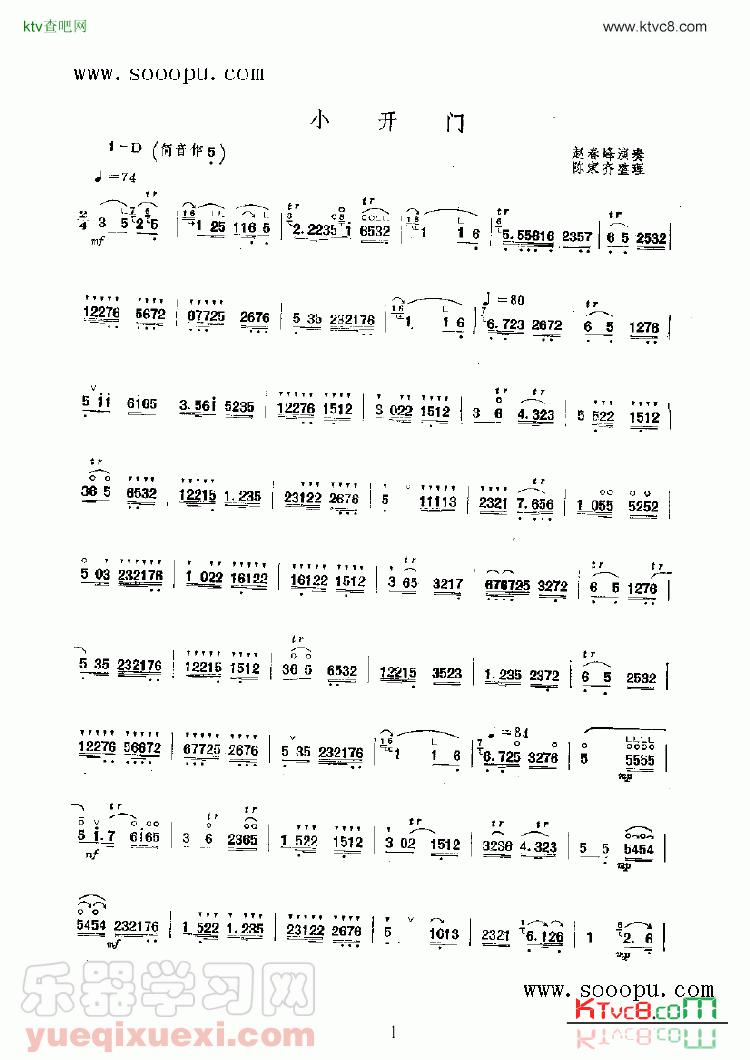 ktv查吧网
www.ktvc8.com
www.sooopu.com
小开门
1=D (筒音作5)
赵春峰演奏
陈家齐整理
♩=74
2/4 3 5 2 5 | 1 25 116 5 | 2.2235 i 6532 | 1 1 6 | 5.55616 2357 | 6 5 2532 |
mf
♩=80
12276 5672 | 07725 2676 | 5 35 232176 | 1. 1 6 | 6.723 2672 | 6 5 1276 |
5 ii 6165 | 3.56i 5235 | 12276 1512 | 3 022 1512 | 3 6 4.323 | 5 522 1512 |
36 5 6532 | 12215 1.235 | 23122 2676 | 5 11113 | 2321 7.656 | 1 055 5252 |
5 03 232176 | 1 022 16122 | 16122 1512 | 3 65 3217 | 676725 3272 | 6 5 1276 |
5 35 232176 | 12215 1512 | 36 5 6532 | 12215 3523 | 1.235 2372 | 6 5 2532 |
♩=84
12276 56672 | 67725 2676 | 5 35 232176 | 1 1 6 | 6.725 3276 | 5 5555 |
mp
5 i.7 6i65 | 3 6 2365 | 1 522 1512 | 3 02 1512 | 3236 4.323 | 5 5 5454 |
mf
mp
5454 232176 | 1 522 1.235 | 23122 2676 | 5 1613 | 2321 6.126 | 1 2. 6 |
mf
mp
乐器学习网
yueqixuexi.com
www.sooopu.com
KTvc8.com
1